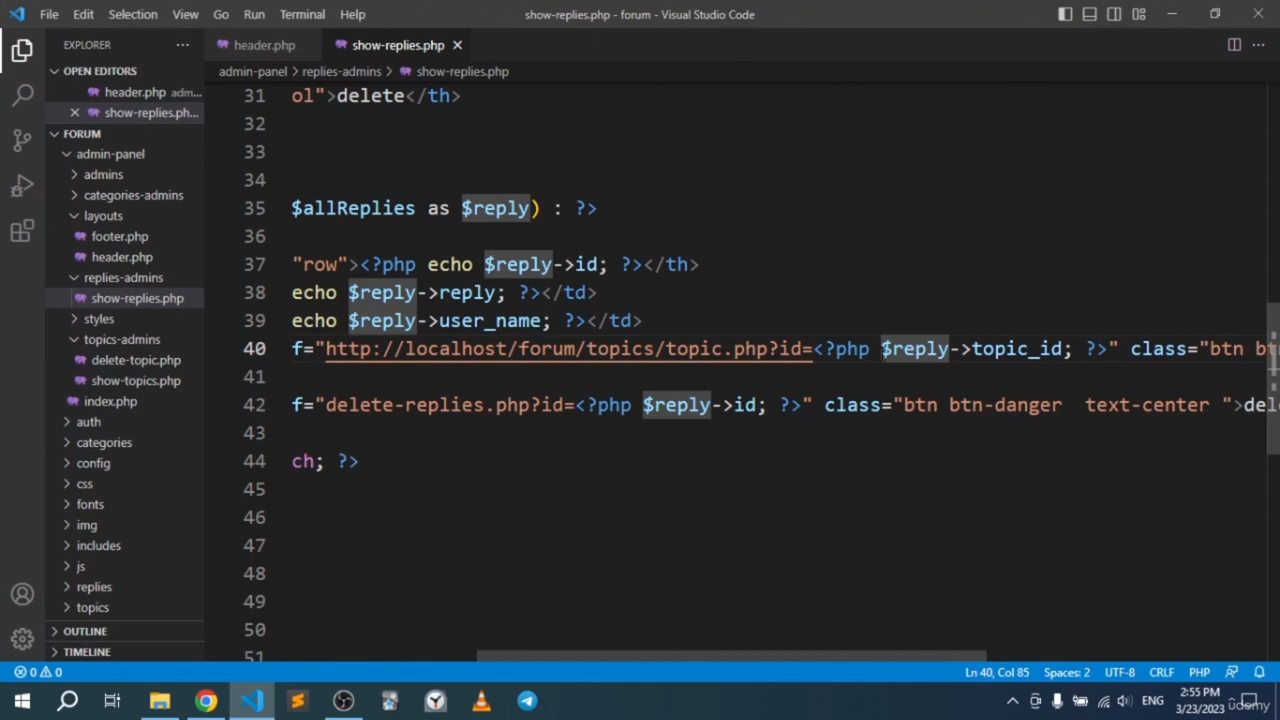 File Edit Selection View Go Run Terminal Help show-replies.php - forum - Visual Studio Code
EXPLORER
header.php show-replies.php
OPEN EDITORS
admin-panel > replies-admins > show-replies.php
header.php adm...
show-replies.ph...
FORUM
admin-panel
admins
categories-admins
layouts
footer.php
header.php
replies-admins
show-replies.php
styles
topics-admins
delete-topic.php
show-topics.php
index.php
auth
categories
config
css
fonts
img
includes
js
replies
topics
OUTLINE
TIMELINE
31 ol">delete</th>
32
33
34
35 $allReplies as $reply) : ?>
36
37 "row"><?php echo $reply->id; ?></th>
38 echo $reply->reply; ?></td>
39 echo $reply->user_name; ?></td>
40 f="http://localhost/forum/topics/topic.php?id=<?php $reply->topic_id; ?>" class="btn bt
41
42 f="delete-replies.php?id=<?php $reply->id; ?>" class="btn btn-danger  text-center ">del
43
44 ch; ?>
45
46
47
48
49
50
51
0 0 Ln 40, Col 85 Spaces: 2 UTF-8 CRLF PHP
ENG 2:55 PM
3/23/2023
udemy